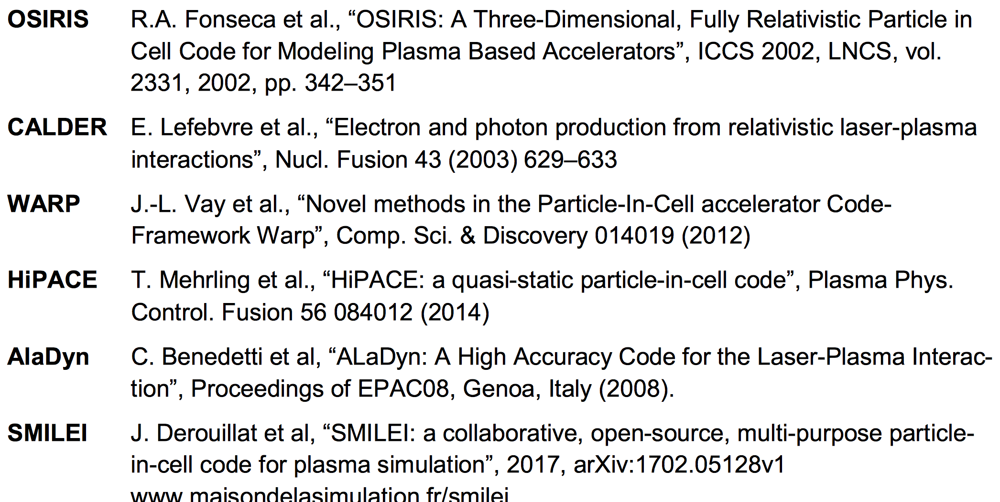 OSIRIS R.A. Fonseca et al., “OSIRIS: A Three-Dimensional, Fully Relativistic Particle in
Cell Code for Modeling Plasma Based Accelerators”, ICCS 2002, LNCS, vol.
2331, 2002, pp. 342–351
CALDER E. Lefebvre et al., “Electron and photon production from relativistic laser-plasma
interactions”, Nucl. Fusion 43 (2003) 629–633
WARP J.-L. Vay et al., “Novel methods in the Particle-In-Cell accelerator Code-
Framework Warp”, Comp. Sci. & Discovery 014019 (2012)
HiPACE T. Mehrling et al., “HiPACE: a quasi-static particle-in-cell code”, Plasma Phys.
Control. Fusion 56 084012 (2014)
AlaDyn C. Benedetti et al, “ALaDyn: A High Accuracy Code for the Laser-Plasma Interac-
tion”, Proceedings of EPAC08, Genoa, Italy (2008).
SMILEI J. Derouillat et al, “SMILEI: a collaborative, open-source, multi-purpose particle-
in-cell code for plasma simulation”, 2017, arXiv:1702.05128v1
www.maisondelasimulation.fr/smilei